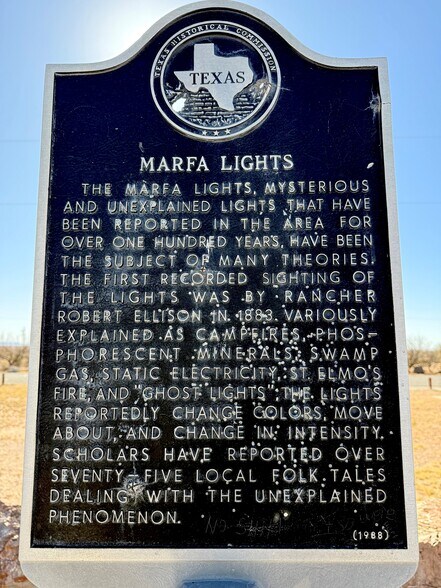 TEXAS HISTORICAL COMMISSION
TEXAS
MARFA LIGHTS
THE MARFA LIGHTS, MYSTERIOUS
AND UNEXPLAINED LIGHTS THAT HAVE
BEEN REPORTED IN THE AREA FOR
OVER ONE HUNDRED YEARS, HAVE BEEN
THE SUBJECT OF MANY THEORIES.
THE FIRST RECORDED SIGHTING OF
THE LIGHTS WAS BY RANCHER
ROBERT ELLISON IN 1883. VARIOUSLY
EXPLAINED AS CAMPFIRES, PHOS-
PHORESCENT MINERALS, SWAMP
GAS, STATIC ELECTRICITY, ST. ELMO'S
FIRE, AND "GHOST LIGHTS", THE LIGHTS
REPORTEDLY CHANGE COLORS, MOVE
ABOUT, AND CHANGE IN INTENSITY.
SCHOLARS HAVE REPORTED OVER
SEVENTY-FIVE LOCAL FOLK TALES
DEALING WITH THE UNEXPLAINED
PHENOMENON.
(1988)